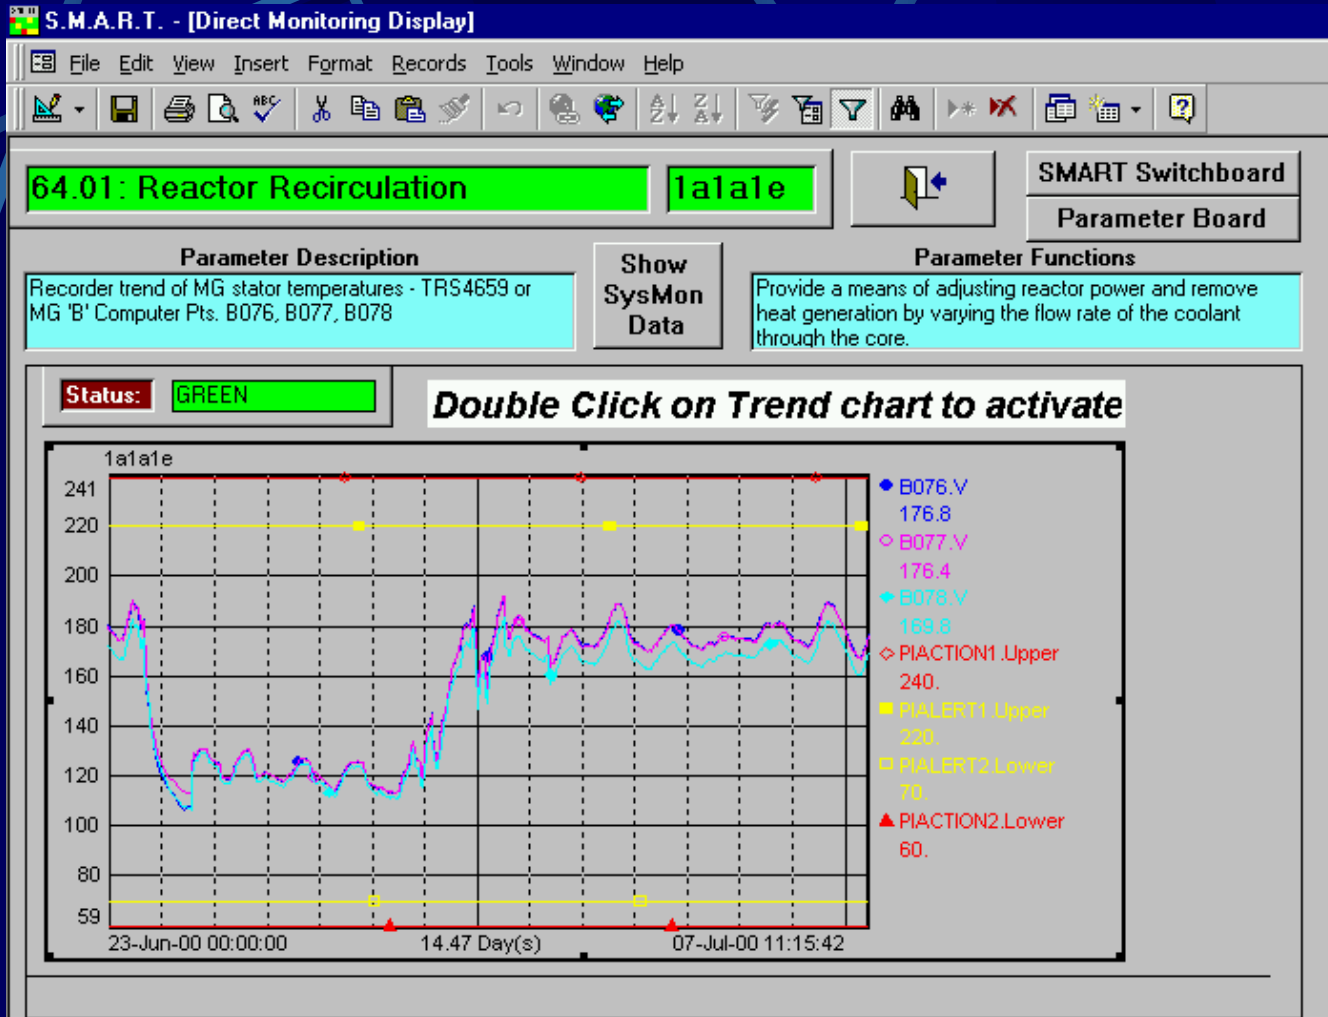 S.M.A.R.T. - [Direct Monitoring Display]
File Edit View Insert Format Records Tools Window Help
ABC
64.01: Reactor Recirculation
1a1a1e
SMART Switchboard
Parameter Board
Parameter Description
Show SysMon Data
Parameter Functions
Recorder trend of MG stator temperatures - TRS4659 or
MG 'B' Computer Pts. B076, B077, B078
Provide a means of adjusting reactor power and remove
heat generation by varying the flow rate of the coolant
through the core.
Status: GREEN
Double Click on Trend chart to activate
1a1a1e
241
220
200
180
160
140
120
100
80
59
B076.V
176.8
B077.V
176.4
B078.V
169.8
PIACTION1.Upper
240.
PIALERT1.Upper
220.
PIALERT2.Lower
70.
PIACTION2.Lower
60.
23-Jun-00 00:00:00 14.47 Day(s) 07-Jul-00 11:15:42